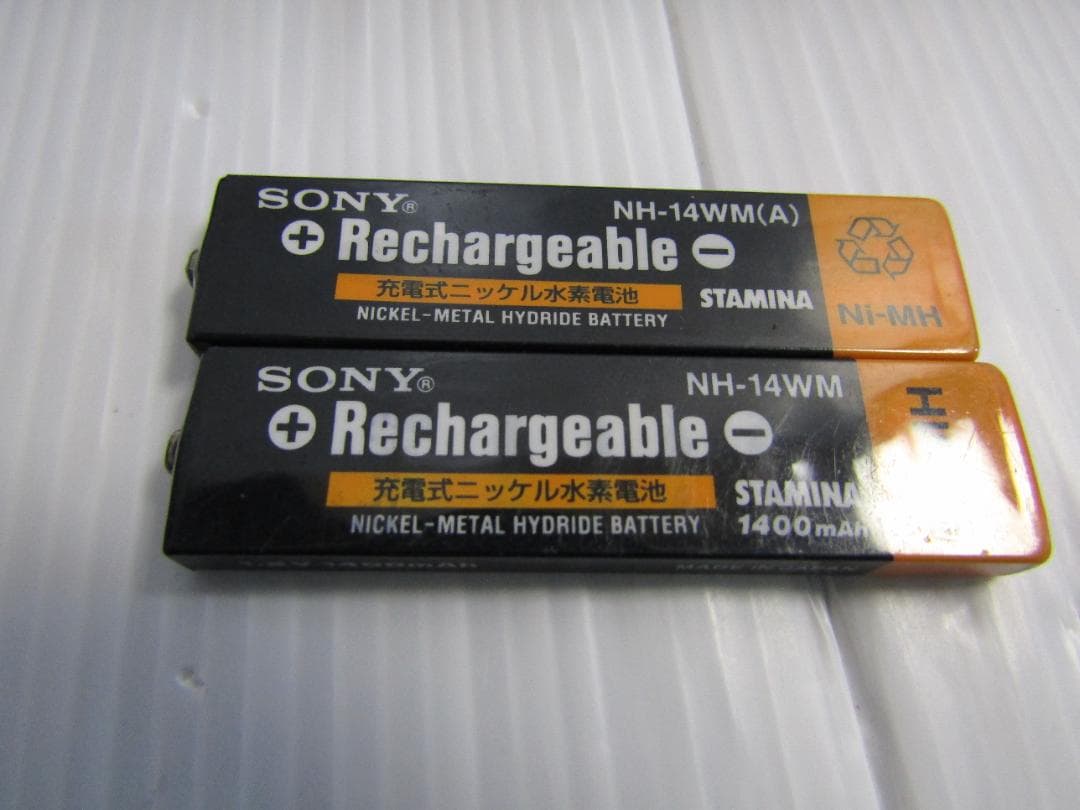 SONY®
NH-14WM(A)
+ Rechargeable −
充電式ニッケル水素電池
STAMINA
NICKEL-METAL HYDRIDE BATTERY
Ni-MH
SONY®
NH-14WM
+ Rechargeable −
充電式ニッケル水素電池
STAMINA
NICKEL-METAL HYDRIDE BATTERY
1400mAh